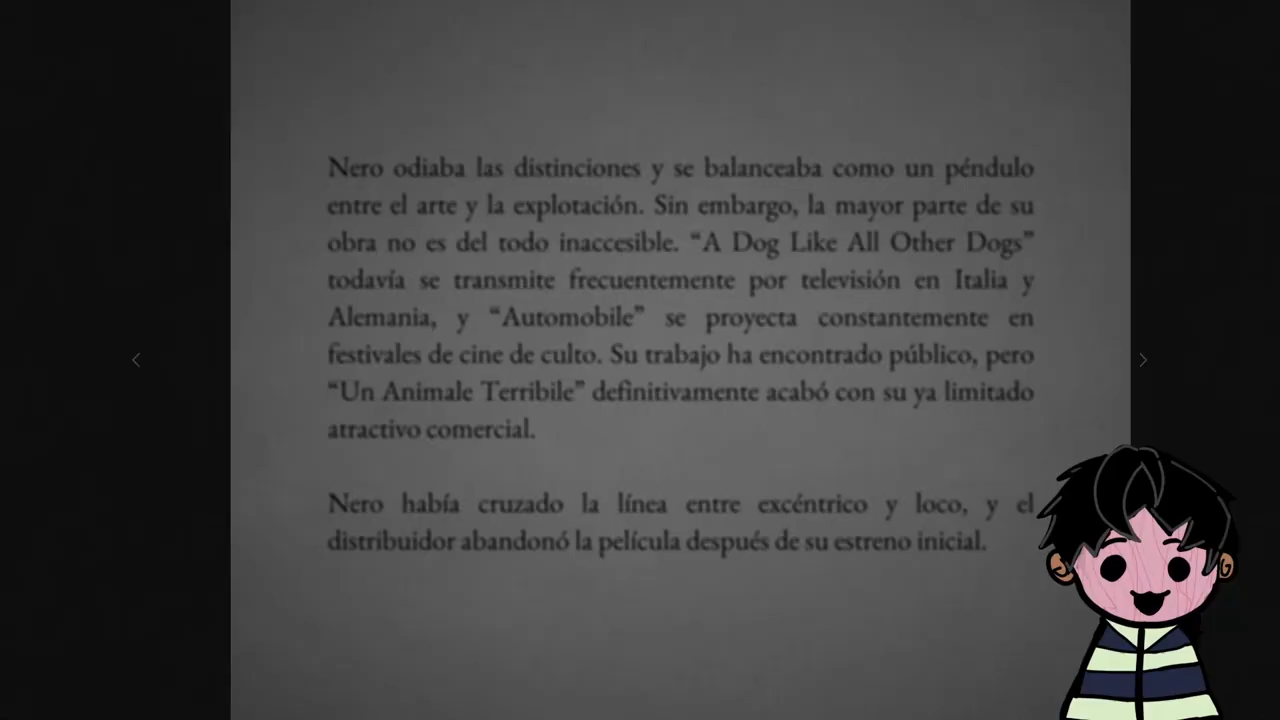 Nero odiaba las distinciones y se balanceaba como un péndulo
entre el arte y la explotación. Sin embargo, la mayor parte de su
obra no es del todo inaccesible. “A Dog Like All Other Dogs”
todavía se transmite frecuentemente por televisión en Italia y
Alemania, y “Automobile” se proyecta constantemente en
festivales de cine de culto. Su trabajo ha encontrado público, pero
“Un Animale Terribile” definitivamente acabó con su ya limitado
atractivo comercial.
Nero había cruzado la línea entre excéntrico y loco, y el
distribuidor abandonó la película después de su estreno inicial.